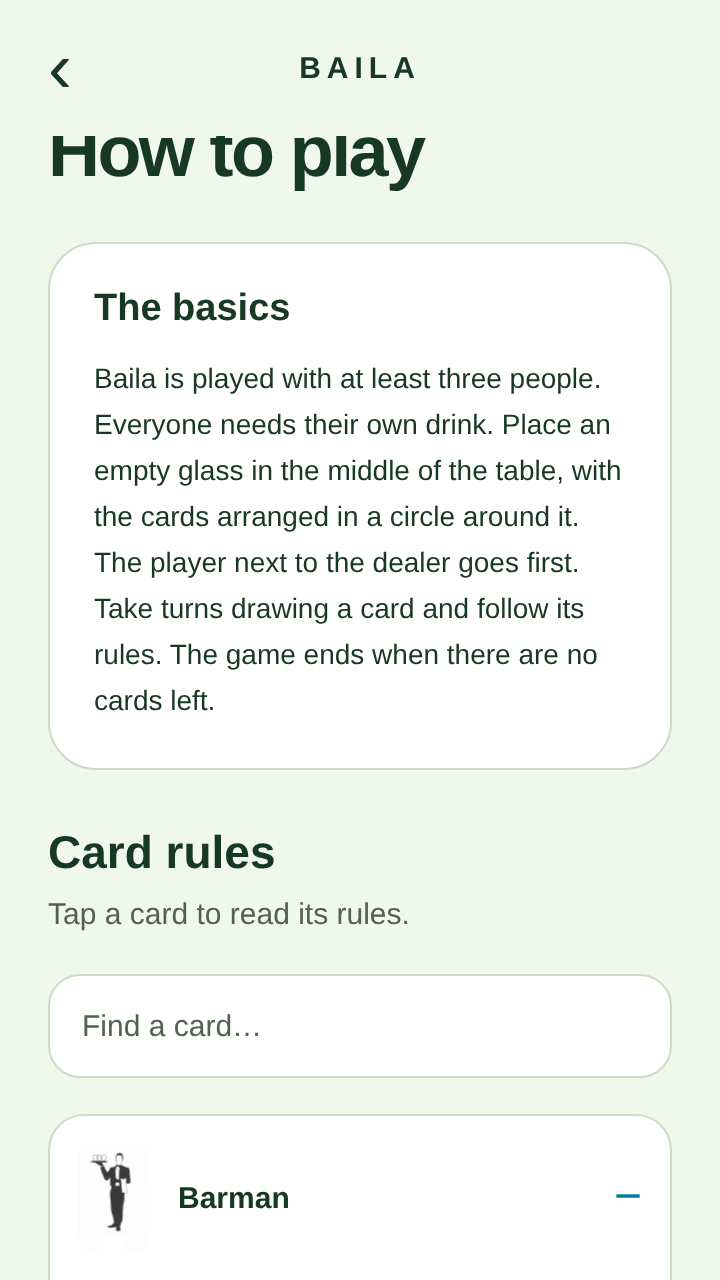 BAILA
How to play
The basics
Baila is played with at least three people.
Everyone needs their own drink. Place an
empty glass in the middle of the table, with
the cards arranged in a circle around it.
The player next to the dealer goes first.
Take turns drawing a card and follow its
rules. The game ends when there are no
cards left.
Card rules
Tap a card to read its rules.
Find a card…
Barman